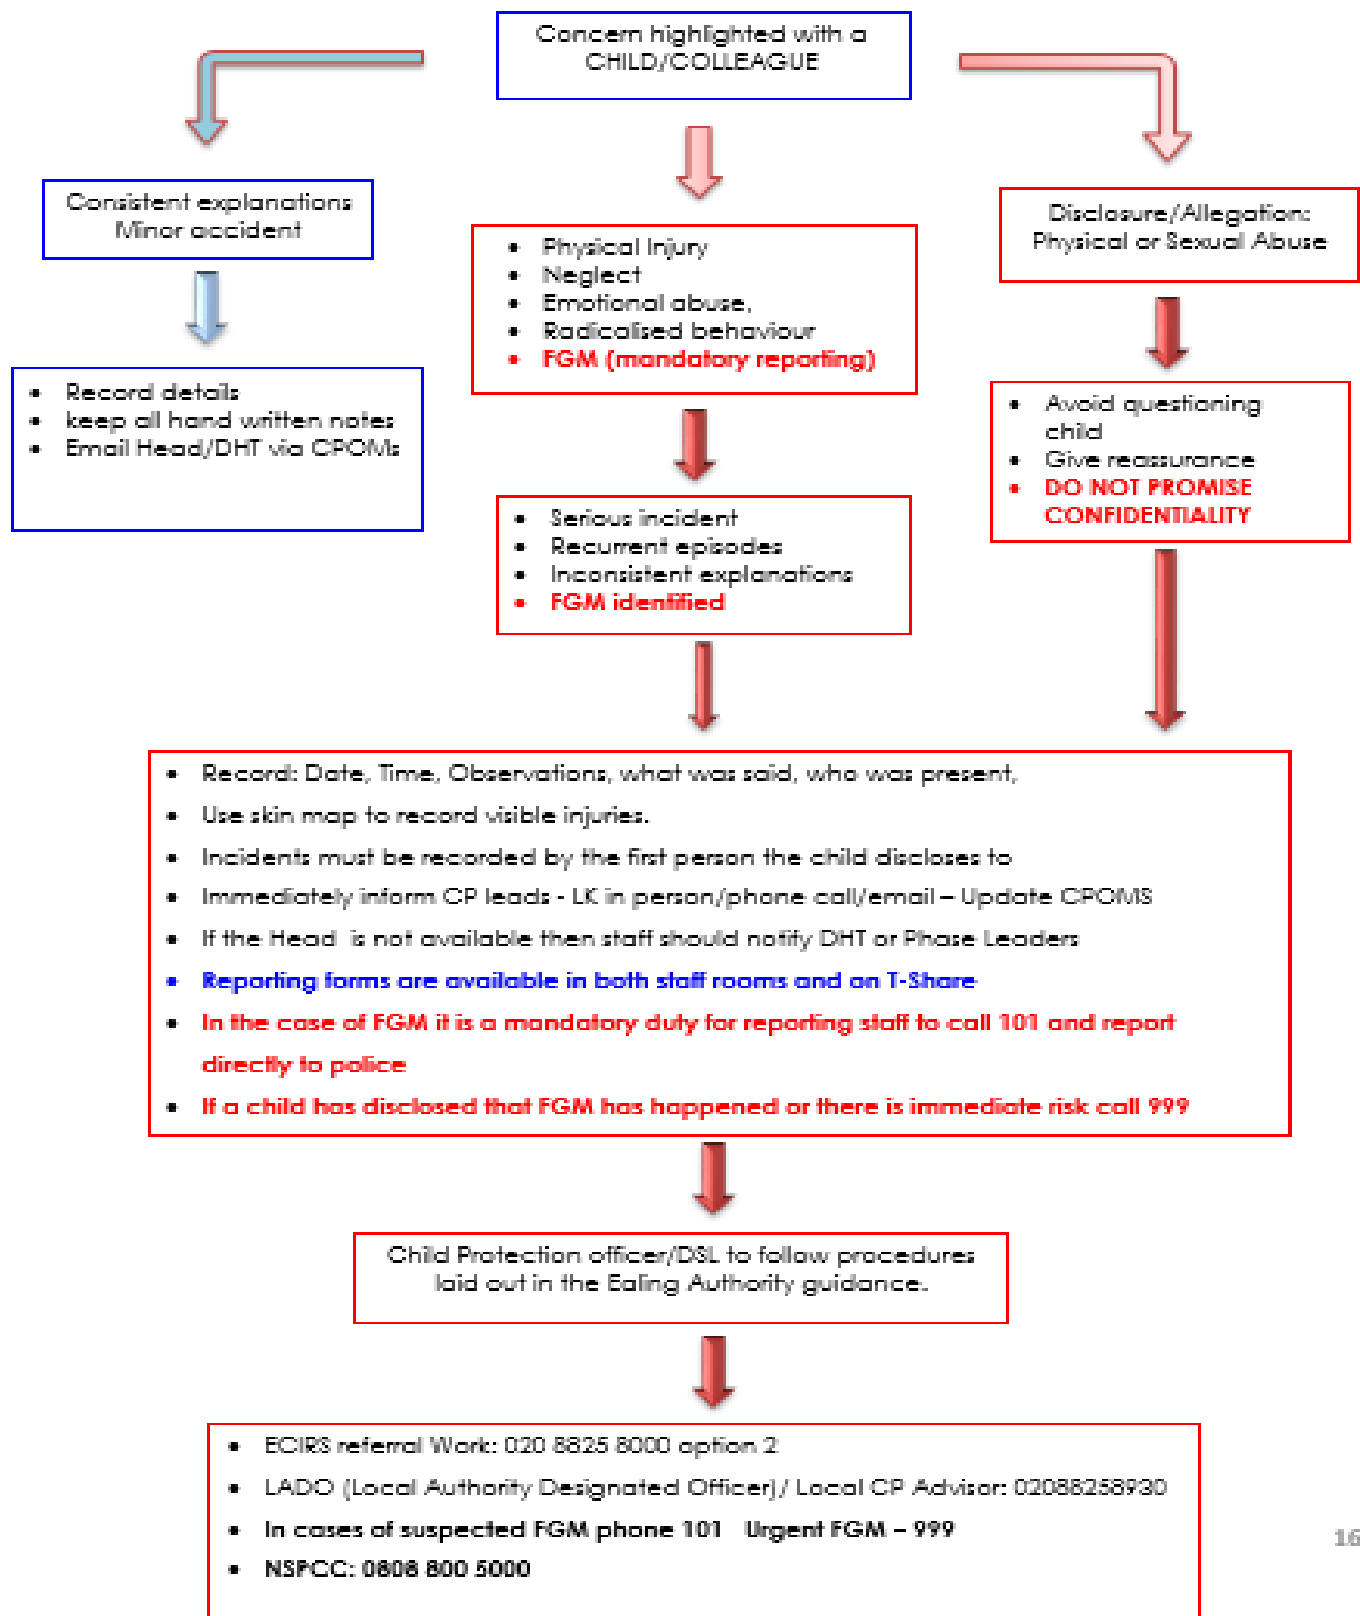 Concern highlighted with a
CHILD/COLLEAGUE
Consistent explanations
Minor accident
• Record details
• keep all hand written notes
• Email Head/DHT via CPOMs
• Physical Injury
• Neglect
• Emotional abuse,
• Radicalised behaviour
• FGM (mandatory reporting)
• Serious incident
• Recurrent episodes
• Inconsistent explanations
• FGM identified
Disclosure/Allegation:
Physical or Sexual Abuse
• Avoid questioning
child
• Give reassurance
• DO NOT PROMISE
CONFIDENTIALITY
• Record: Date, Time, Observations, what was said, who was present,
• Use skin map to record visible injuries.
• Incidents must be recorded by the first person the child discloses to
• Immediately inform CP leads - LK in person/phone call/email – Update CPOMS
• If the Head is not available then staff should notify DHT or Phase Leaders
• Reporting forms are available in both staff rooms and on T-Share
• In the case of FGM it is a mandatory duty for reporting staff to call 101 and report
directly to police
• If a child has disclosed that FGM has happened or there is immediate risk call 999
Child Protection officer/DSL to follow procedures
laid out in the Ealing Authority guidance.
• ECIRS referral Work: 020 8825 8000 option 2
• LADO (Local Authority Designated Officer)/ Local CP Advisor: 02088258930
• In cases of suspected FGM phone 101 Urgent FGM – 999
• NSPCC: 0808 800 5000
16